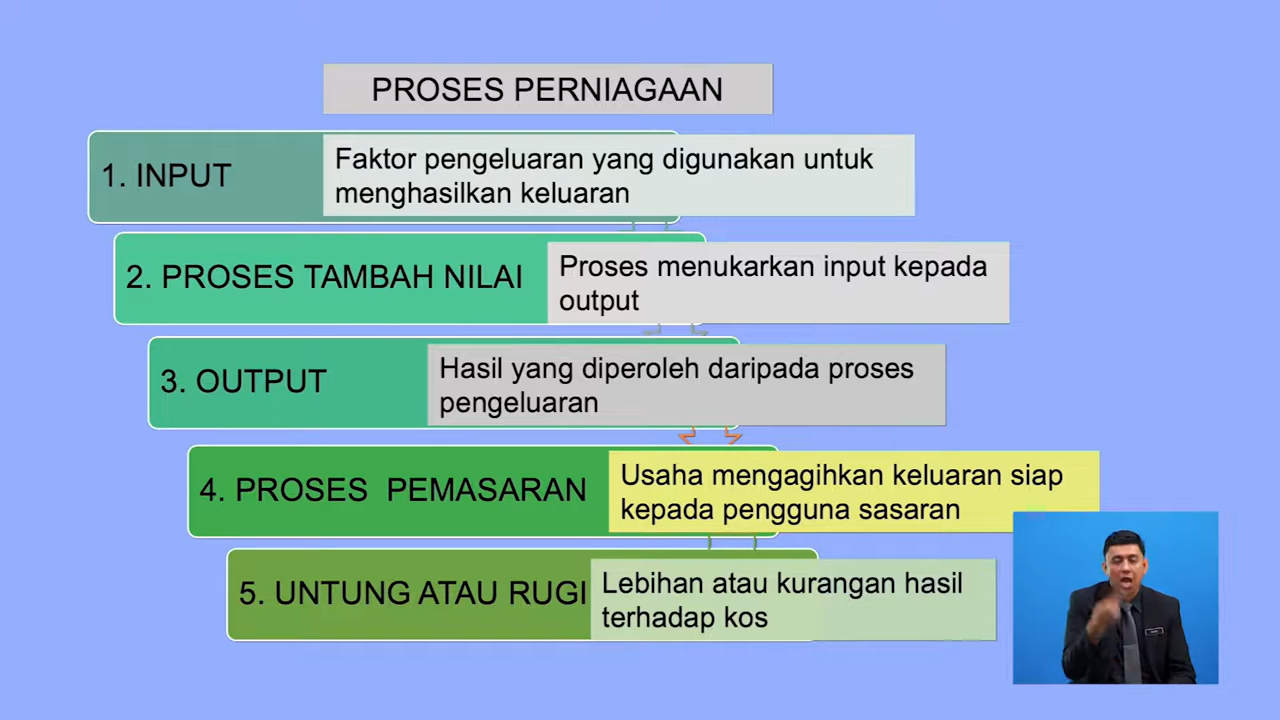 PROSES PERNIAGAAN
1. INPUT
Faktor pengeluaran yang digunakan untuk
menghasilkan keluaran
2. PROSES TAMBAH NILAI
Proses menukarkan input kepada
output
3. OUTPUT
Hasil yang diperoleh daripada proses
pengeluaran
4. PROSES PEMASARAN
Usaha mengagihkan keluaran siap
kepada pengguna sasaran
5. UNTUNG ATAU RUGI
Lebihan atau kurangan hasil
terhadap kos